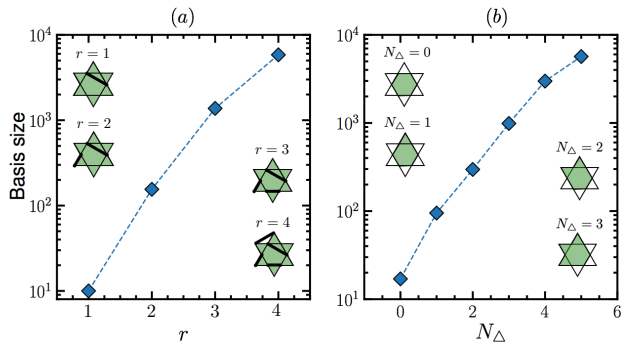 (a)
Basis size
10⁴
10³
10²
10¹
r = 1
r = 2
r = 3
r = 4
1 2 3 4
r
(b)
10⁴
10³
10²
10¹
N△ = 0
N△ = 1
N△ = 2
N△ = 3
0 2 4 6
N△